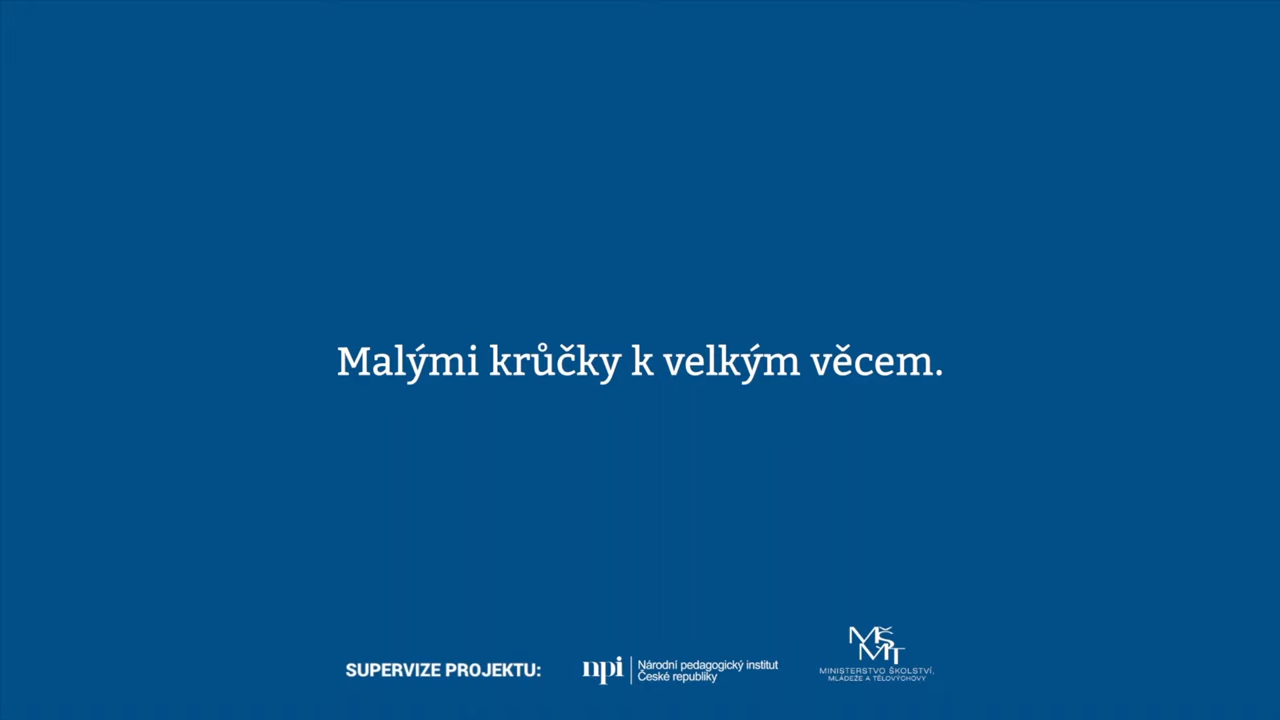 Malými krůčky k velkým věcem.
SUPERVIZE PROJEKTU:
npi
Národní pedagogický institut
České republiky
MŠMT
MINISTERSTVO ŠKOLSTVÍ,
MLÁDEŽE A TĚLOVÝCHOVY